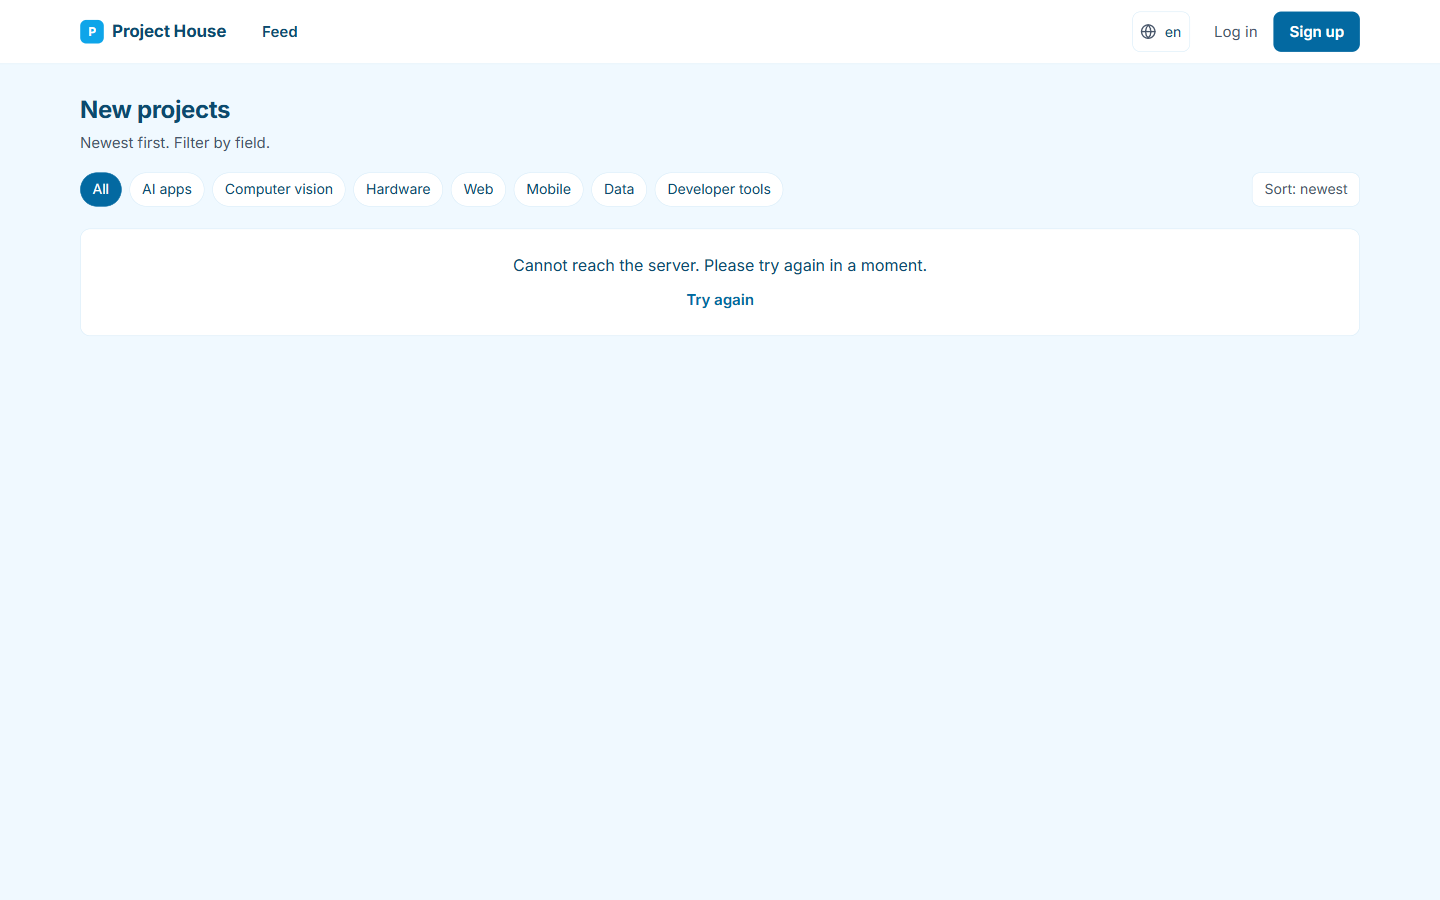 P Project House Feed en Log in Sign up
New projects
Newest first. Filter by field.
All AI apps Computer vision Hardware Web Mobile Data Developer tools Sort: newest
Cannot reach the server. Please try again in a moment.
Try again